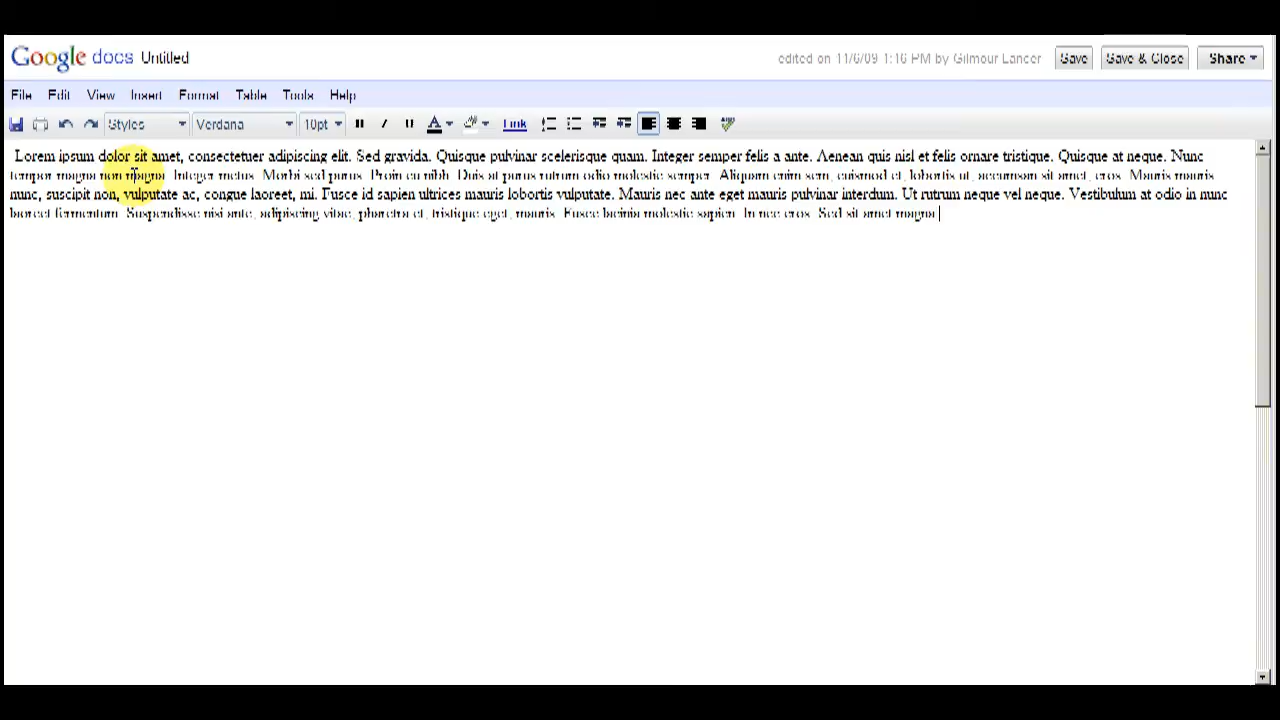 Google docs Untitled
edited on 11/6/09 1:16 PM by Gilmour Lancer Save Save & Close Share
File Edit View Insert Format Table Tools Help
Styles Verdana 10pt B I U A Link
Lorem ipsum dolor sit amet, consectetuer adipiscing elit. Sed gravida. Quisque pulvinar scelerisque quam. Integer semper felis a ante. Aenean quis nisl et felis ornare tristique. Quisque at neque. Nunc
tempor magna non magna. Integer metus. Morbi sed purus. Proin eu nibh. Duis at purus rutrum odio molestie semper. Aliquam enim sem, euismod et, lobortis ut, accumsan sit amet, eros. Mauris mauris
nunc, suscipit non, vulputate ac, congue laoreet, mi. Fusce id sapien ultrices mauris lobortis vulputate. Mauris nec ante eget mauris pulvinar interdum. Ut rutrum neque vel neque. Vestibulum at odio in nunc
laoreet fermentum. Suspendisse nisi ante, adipiscing vitae, pharetra et, tristique eget, mauris. Fusce lacinia molestie sapien. In nec eros. Sed sit amet magna.